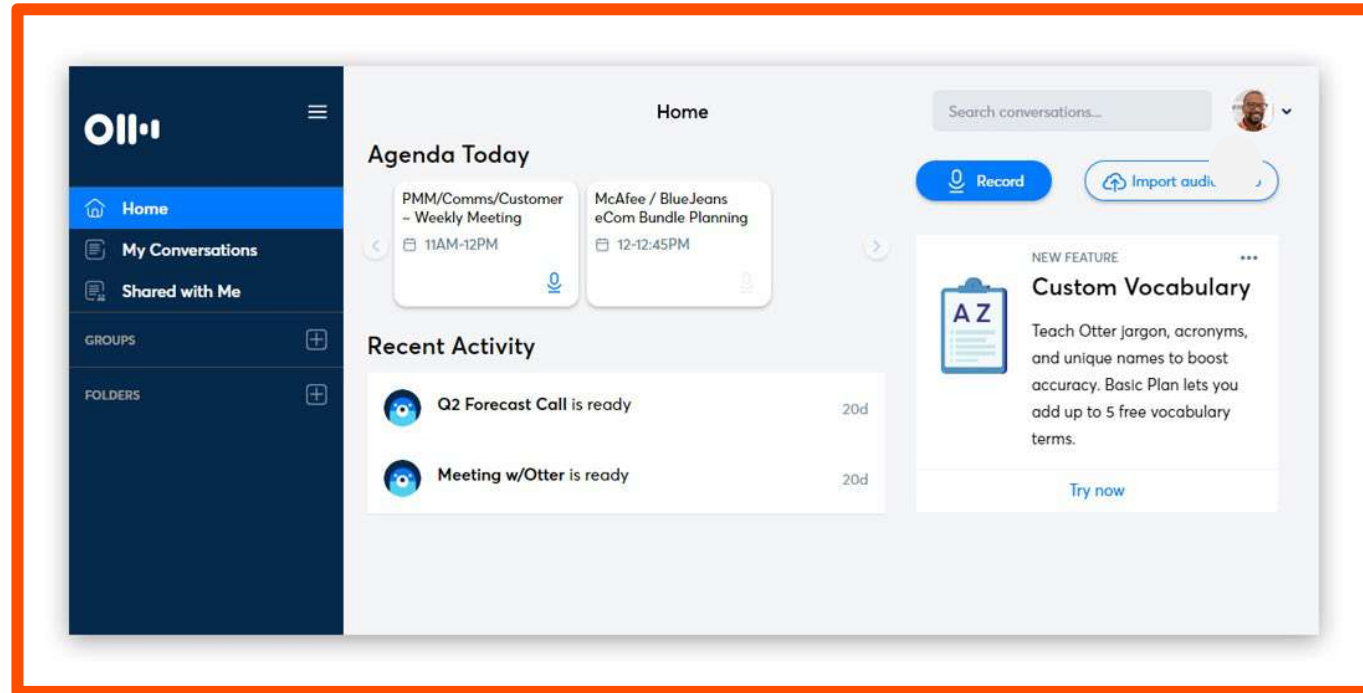 Home
My Conversations
Shared with Me
GROUPS
FOLDERS
Home
Search conversations...
Agenda Today
PMM/Comms/Customer
– Weekly Meeting
11AM-12PM
McAfee / BlueJeans
eCom Bundle Planning
12-12:45PM
Recent Activity
Q2 Forecast Call is ready
20d
Meeting w/Otter is ready
20d
Record
Import
NEW FEATURE
Custom Vocabulary
A Z
Teach Otter jargon, acronyms,
and unique names to boost
accuracy. Basic Plan lets you
add up to 5 free vocabulary
terms.
Try now